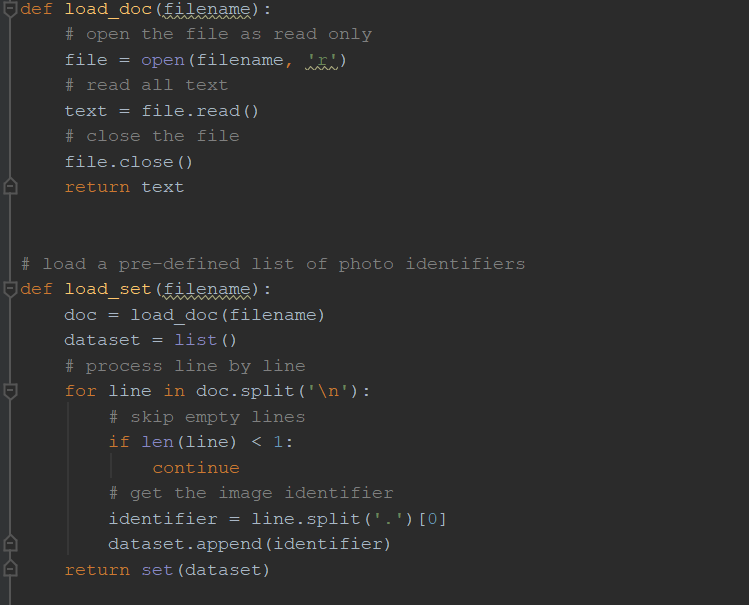 def load_doc(filename):
    # open the file as read only
    file = open(filename, 'r')
    # read all text
    text = file.read()
    # close the file
    file.close()
    return text
# load a pre-defined list of photo identifiers
def load_set(filename):
    doc = load_doc(filename)
    dataset = list()
    # process line by line
    for line in doc.split('\n'):
        # skip empty lines
        if len(line) < 1:
            continue
        # get the image identifier
        identifier = line.split('.')[0]
        dataset.append(identifier)
    return set(dataset)